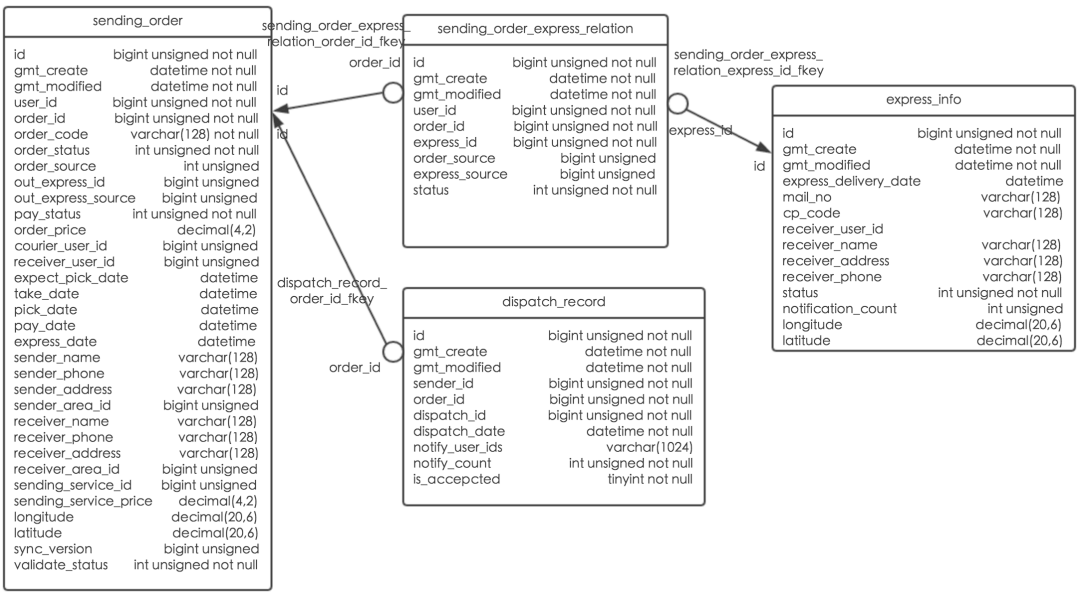 sending_order
id bigint unsigned not null
gmt_create datetime not null
gmt_modified datetime not null
user_id bigint unsigned not null
order_id bigint unsigned not null
order_code varchar(128) not null
order_status int unsigned not null
order_source int unsigned
out_express_id bigint unsigned
out_express_source bigint unsigned
pay_status int unsigned not null
order_price decimal(4,2)
courier_user_id bigint unsigned
receiver_user_id bigint unsigned
expect_pick_date datetime
take_date datetime
pick_date datetime
pay_date datetime
express_date datetime
sender_name varchar(128)
sender_phone varchar(128)
sender_address varchar(128)
sender_area_id bigint unsigned
receiver_name varchar(128)
receiver_phone varchar(128)
receiver_address varchar(128)
receiver_area_id bigint unsigned
sending_service_id bigint unsigned
sending_service_price decimal(4,2)
longitude decimal(20,6)
latitude decimal(20,6)
sync_version bigint unsigned
validate_status int unsigned not null
sending_order_express_
relation_order_id_fkey
order_id
id
id
sending_order_express_relation
id bigint unsigned not null
gmt_create datetime not null
gmt_modified datetime not null
user_id bigint unsigned not null
order_id bigint unsigned not null
express_id bigint unsigned not null
order_source bigint unsigned
express_source bigint unsigned
status int unsigned not null
sending_order_express_
relation_express_id_fkey
express_id
id
express_info
id bigint unsigned not null
gmt_create datetime not null
gmt_modified datetime not null
express_delivery_date datetime
mail_no varchar(128)
cp_code varchar(128)
receiver_user_id
receiver_name varchar(128)
receiver_address varchar(128)
receiver_phone varchar(128)
status int unsigned not null
notification_count int unsigned
longitude decimal(20,6)
latitude decimal(20,6)
dispatch_record_
order_id_fkey
order_id
dispatch_record
id bigint unsigned not null
gmt_create datetime not null
gmt_modified datetime not null
sender_id bigint unsigned not null
order_id bigint unsigned not null
dispatch_id bigint unsigned not null
dispatch_date datetime not null
notify_user_ids varchar(1024)
notify_count int unsigned not null
is_accepcted tinyint not null